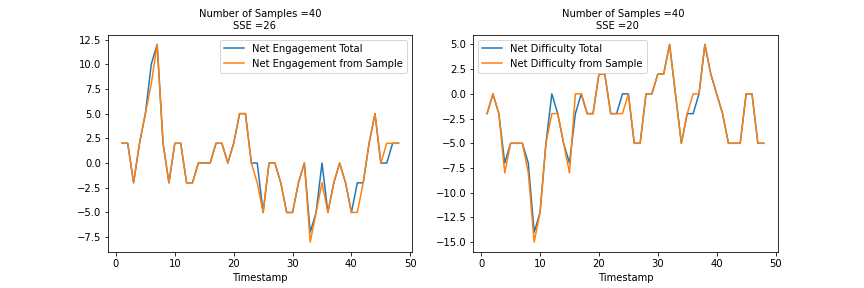 Number of Samples =40
SSE =26
Net Engagement Total
Net Engagement from Sample
12.5
10.0
7.5
5.0
2.5
0.0
−2.5
−5.0
−7.5
0 10 20 30 40 50
Timestamp
Number of Samples =40
SSE =20
Net Difficulty Total
Net Difficulty from Sample
5.0
2.5
0.0
−2.5
−5.0
−7.5
−10.0
−12.5
−15.0
0 10 20 30 40 50
Timestamp